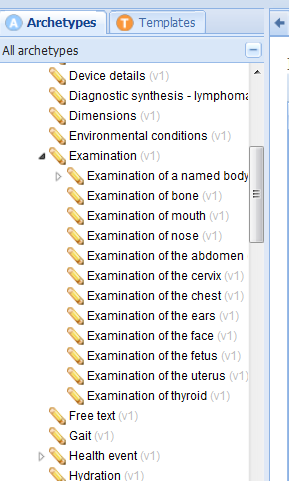 A Archetypes T Templates
All archetypes
Device details (v1)
Diagnostic synthesis - lymphoma
Dimensions (v1)
Environmental conditions (v1)
Examination (v1)
Examination of a named body
Examination of bone (v1)
Examination of mouth (v1)
Examination of nose (v1)
Examination of the abdomen
Examination of the cervix (v1)
Examination of the chest (v1)
Examination of the ears (v1)
Examination of the face (v1)
Examination of the fetus (v1)
Examination of the uterus (v1)
Examination of thyroid (v1)
Free text (v1)
Gait (v1)
Health event (v1)
Hydration (v1)